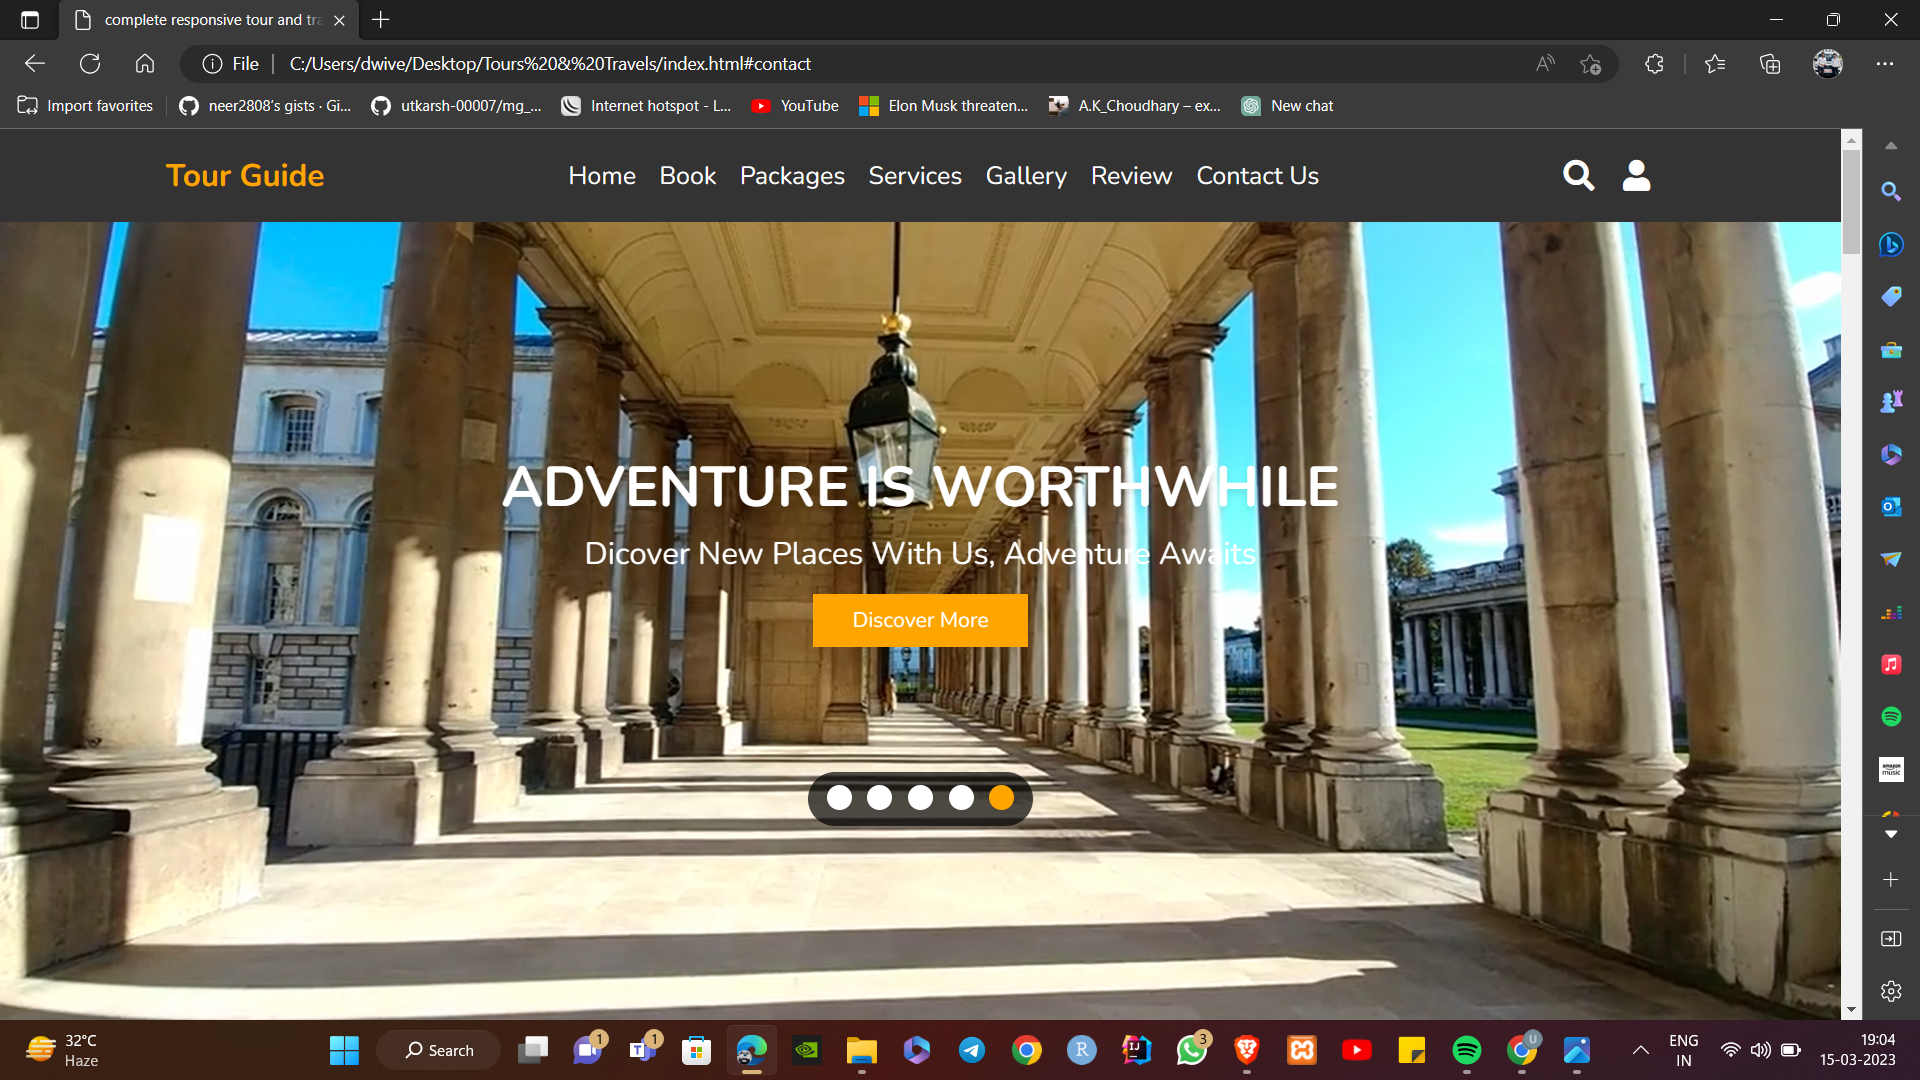 complete responsive tour and tra
File
C:/Users/dwive/Desktop/Tours%20&%20Travels/index.html#contact
Import favorites
neer2808's gists · Gi...
utkarsh-00007/mg_...
Internet hotspot - L...
YouTube
Elon Musk threaten...
A.K_Choudhary – ex...
New chat
Tour Guide
Home
Book
Packages
Services
Gallery
Review
Contact Us
ADVENTURE IS WORTHWHILE
Dicover New Places With Us, Adventure Awaits
Discover More
amazon
music
32°C
Haze
Search
1
1
3
U
ENG
IN
19:04
15-03-2023